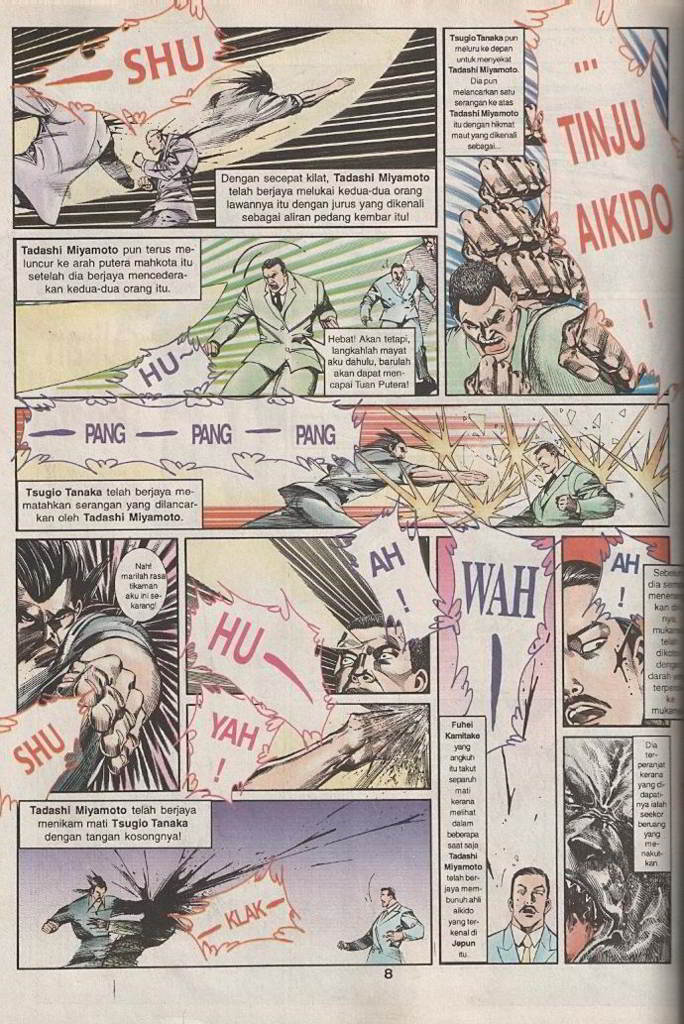 — SHU
Dengan secepat kilat, Tadashi Miyamoto
telah berjaya melukai kedua-dua orang
lawannya itu dengan jurus yang dikenali
sebagai aliran pedang kembar itu!
Tsugio Tanaka pun
meluru ke depan
untuk menyekat
Tadashi Miyamoto.
Dia pun
melancarkan satu
serangan ke atas
Tadashi Miyamoto
itu dengan hikmat
maut yang dikenali
sebagai...
...
TINJU
AIKIDO
!
Tadashi Miyamoto pun terus me-
luncur ke arah putera mahkota itu
setelah dia berjaya mencedera-
kan kedua-dua orang itu.
HU -
Hebat! Akan tetapi,
langkahlah mayat
aku dahulu, barulah
akan dapat men-
capai Tuan Putera!
— PANG — PANG — PANG
Tsugio Tanaka telah berjaya me-
matahkan serangan yang dilancar-
kan oleh Tadashi Miyamoto.
Nah!
marilah rasa
tikaman
aku ini se-
karang!
SHU
AH
!
HU —
YAH
!
WAH
—
Fuhei
Kamitake
yang
angkuh
itu takut
separuh
mati
kerana
melihat
dalam
beberapa
saat saja
Tadashi
Miyamoto
telah ber-
jaya mem-
bunuh ahli
aikido
yang ter-
kenal di
Jepun
itu.
AH
!
dia
kan
telah
Dia
ter-
peranjat
kerana
yang di-
dapati-
nya ialah
seekor
beruang
yang
me-
nakut-
kan.
Tadashi Miyamoto telah berjaya
menikam mati Tsugio Tanaka
dengan tangan kosongnya!
— KLAK —
8